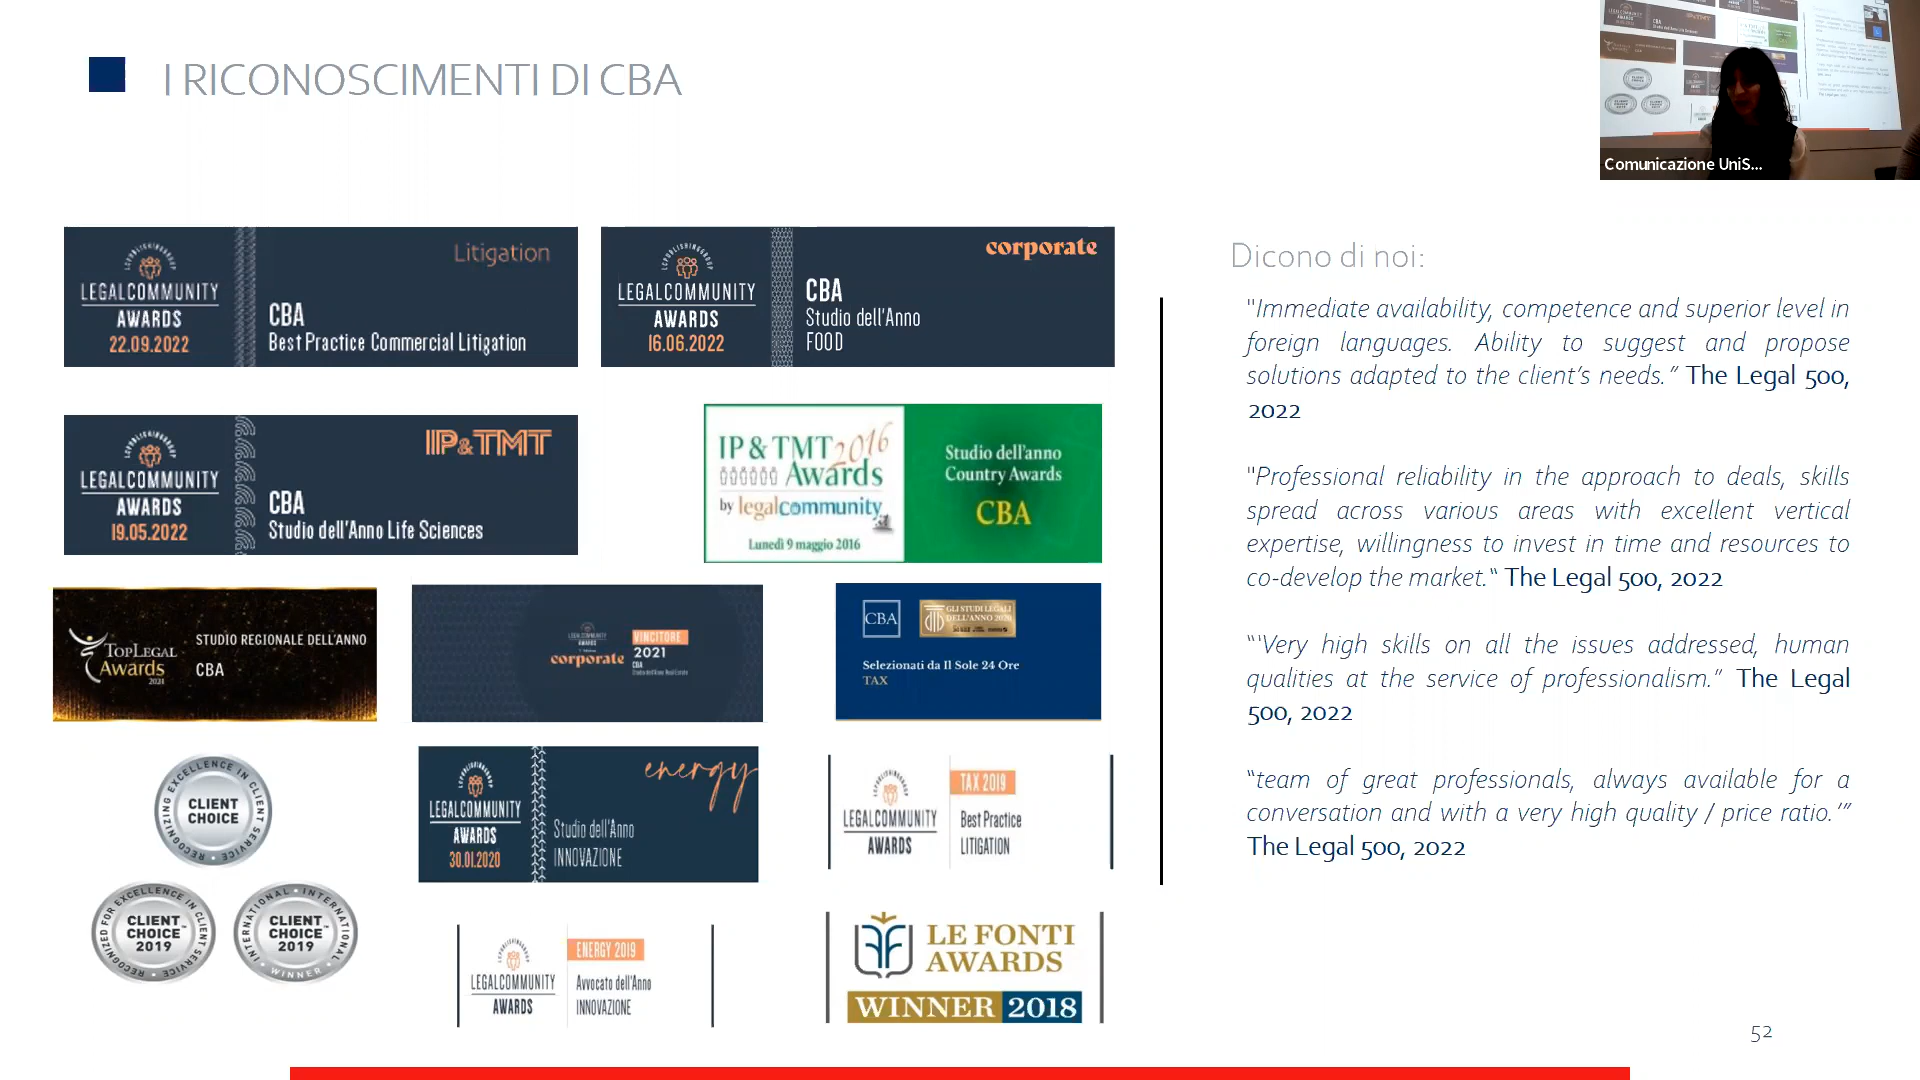 I RICONOSCIMENTI DI CBA
Comunicazione UniS...
LCPUBLISHINGGROUP
LEGALCOMMUNITY
AWARDS
22.09.2022
Litigation
CBA
Best Practice Commercial Litigation
LCPUBLISHINGGROUP
LEGALCOMMUNITY
AWARDS
16.06.2022
corporate
CBA
Studio dell'Anno
FOOD
LCPUBLISHINGGROUP
LEGALCOMMUNITY
AWARDS
19.05.2022
IP&TMT
CBA
Studio dell'Anno Life Sciences
IP & TMT 2016
Awards
by legalcommunity
Lunedì 9 maggio 2016
Studio dell'anno
Country Awards
CBA
TOPLEGAL
Awards
2021
STUDIO REGIONALE DELL'ANNO
CBA
LEGALCOMMUNITY
AWARDS
corporate
VINCITORE
2021
CBA
Studio dell'Anno Real Estate
CBA
GLI STUDI LEGALI
DELL'ANNO 2020
Selezionati da Il Sole 24 Ore
TAX
RECOGNIZING EXCELLENCE IN CLIENT SERVICE
CLIENT
CHOICE
RECOGNIZED FOR EXCELLENCE IN CLIENT SERVICE
CLIENT
CHOICE™
2019
INTERNATIONAL • INTERNATIONAL
CLIENT
CHOICE™
2019
WINNER
LCPUBLISHINGGROUP
LEGALCOMMUNITY
AWARDS
30.01.2020
energy
Studio dell'Anno
INNOVAZIONE
LCPUBLISHINGGROUP
LEGALCOMMUNITY
AWARDS
TAX 2019
Best Practice
LITIGATION
LCPUBLISHINGGROUP
LEGALCOMMUNITY
AWARDS
ENERGY 2019
Avvocato dell'Anno
INNOVAZIONE
LE FONTI
AWARDS
WINNER 2018
Dicono di noi:
"Immediate availability, competence and superior level in
foreign languages. Ability to suggest and propose
solutions adapted to the client's needs." The Legal 500,
2022
"Professional reliability in the approach to deals, skills
spread across various areas with excellent vertical
expertise, willingness to invest in time and resources to
co-develop the market.“ The Legal 500, 2022
“'Very high skills on all the issues addressed, human
qualities at the service of professionalism.” The Legal
500, 2022
“team of great professionals, always available for a
conversation and with a very high quality / price ratio.'”
The Legal 500, 2022
52